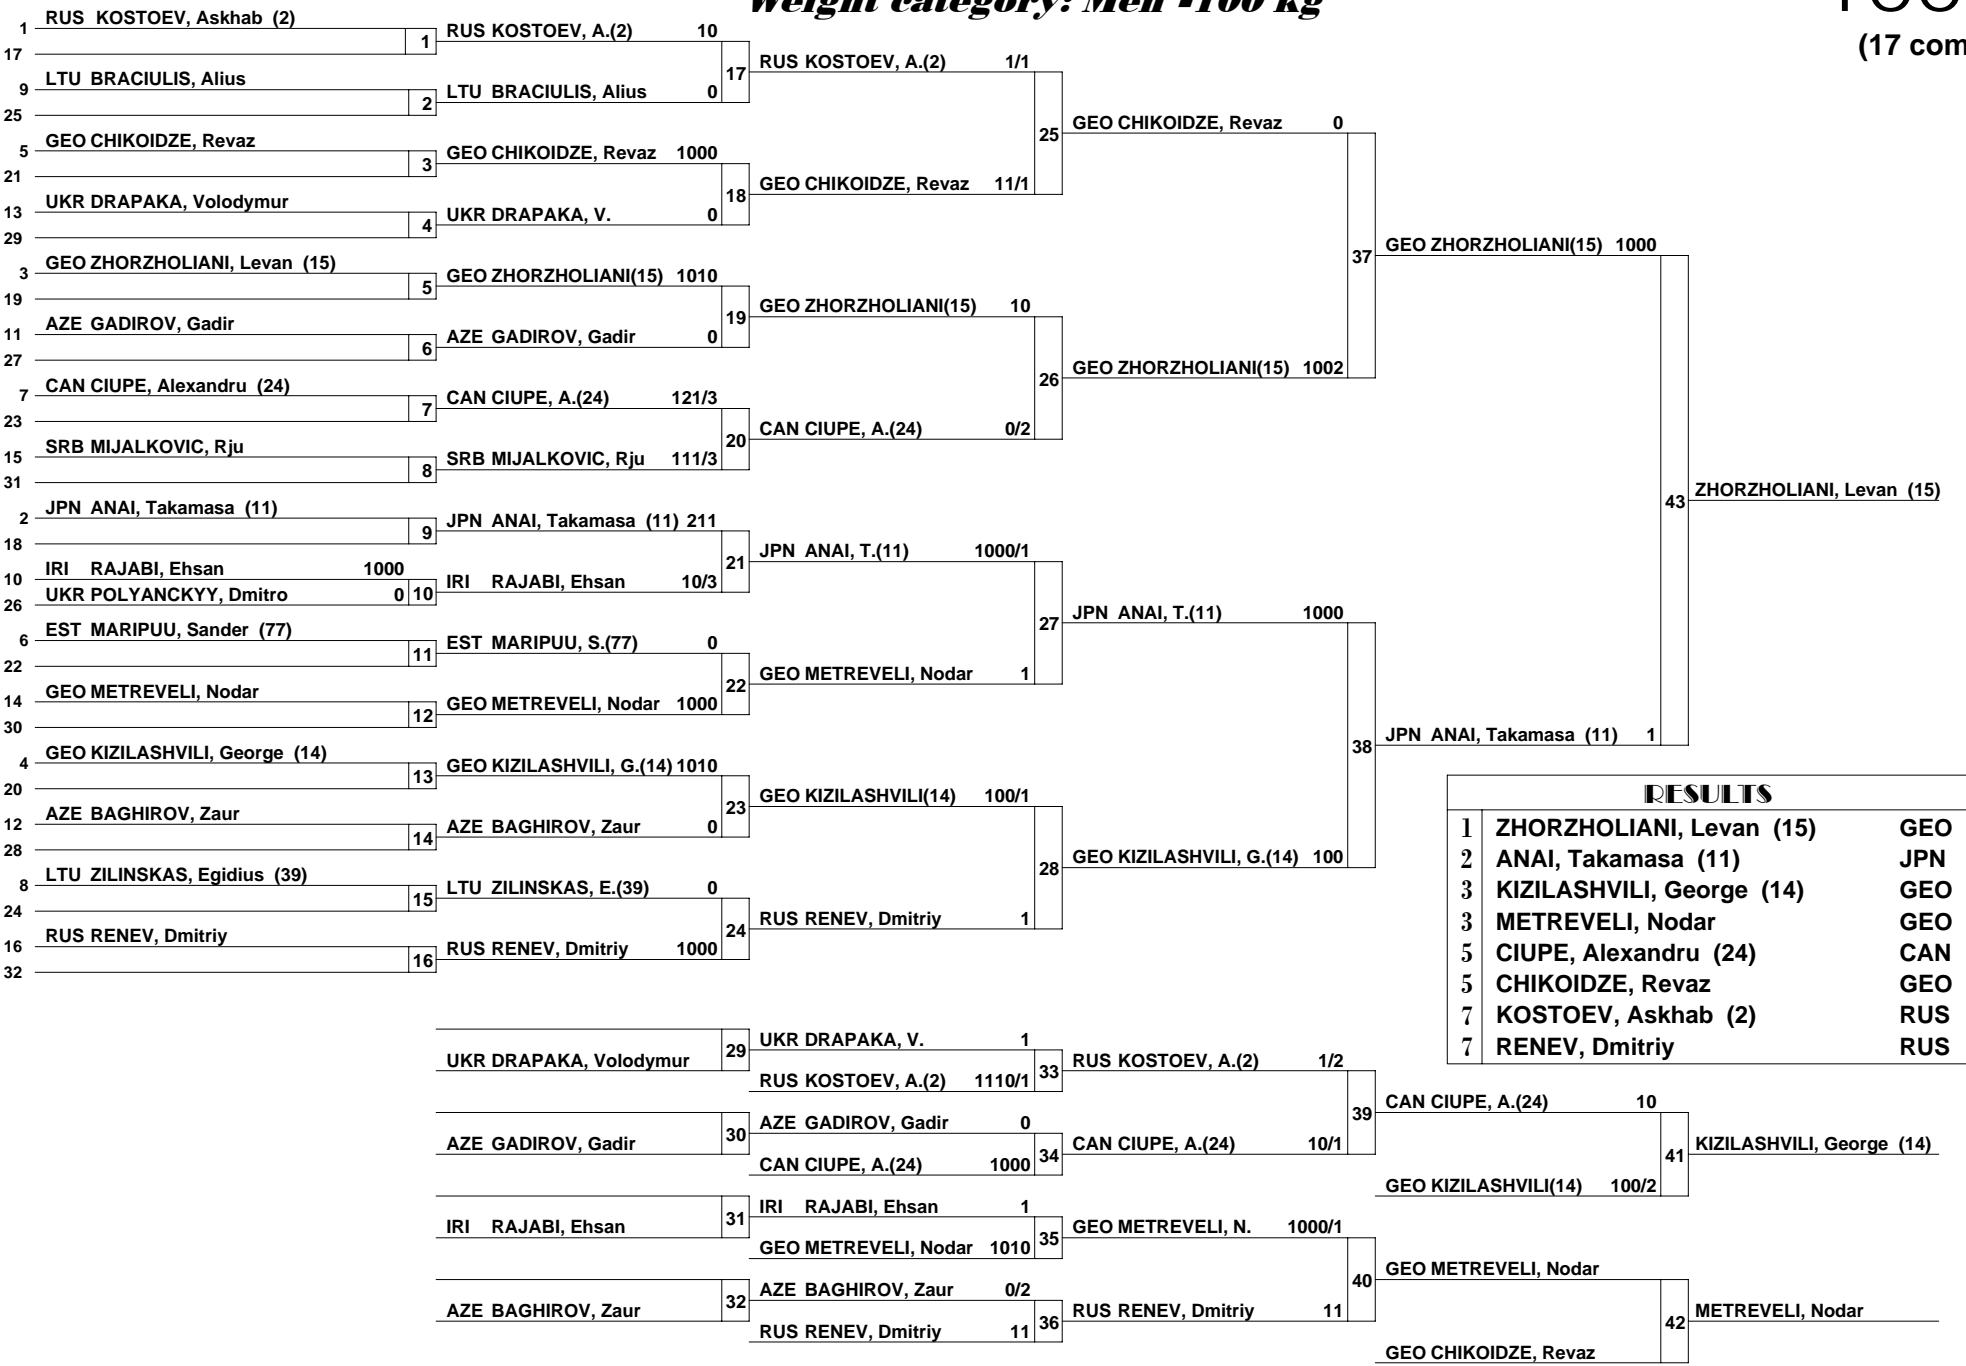 Weight category: Men -100 kg
(17 com
1 RUS KOSTOEV, Askhab (2)
17
1
9 LTU BRACIULIS, Alius
25
2
5 GEO CHIKOIDZE, Revaz
21
3
13 UKR DRAPAKA, Volodymur
29
4
3 GEO ZHORZHOLIANI, Levan (15)
19
5
11 AZE GADIROV, Gadir
27
6
7 CAN CIUPE, Alexandru (24)
23
7
15 SRB MIJALKOVIC, Rju
31
8
2 JPN ANAI, Takamasa (11)
18
9
10 IRI RAJABI, Ehsan 1000
26 UKR POLYANCKYY, Dmitro 0
10
6 EST MARIPUU, Sander (77)
22
11
14 GEO METREVELI, Nodar
30
12
4 GEO KIZILASHVILI, George (14)
20
13
12 AZE BAGHIROV, Zaur
28
14
8 LTU ZILINSKAS, Egidius (39)
24
15
16 RUS RENEV, Dmitriy
32
16
RUS KOSTOEV, A.(2) 10
17
LTU BRACIULIS, Alius 0
GEO CHIKOIDZE, Revaz 1000
18
UKR DRAPAKA, V. 0
GEO ZHORZHOLIANI(15) 1010
19
AZE GADIROV, Gadir 0
CAN CIUPE, A.(24) 121/3
20
SRB MIJALKOVIC, Rju 111/3
JPN ANAI, Takamasa (11) 211
21
IRI RAJABI, Ehsan 10/3
EST MARIPUU, S.(77) 0
22
GEO METREVELI, Nodar 1000
GEO KIZILASHVILI, G.(14) 1010
23
AZE BAGHIROV, Zaur 0
LTU ZILINSKAS, E.(39) 0
24
RUS RENEV, Dmitriy 1000
RUS KOSTOEV, A.(2) 1/1
25
GEO CHIKOIDZE, Revaz 11/1
GEO ZHORZHOLIANI(15) 10
26
CAN CIUPE, A.(24) 0/2
JPN ANAI, T.(11) 1000/1
27
GEO METREVELI, Nodar 1
GEO KIZILASHVILI(14) 100/1
28
RUS RENEV, Dmitriy 1
GEO CHIKOIDZE, Revaz 0
37
GEO ZHORZHOLIANI(15) 1002
JPN ANAI, T.(11) 1000
38
GEO KIZILASHVILI, G.(14) 100
GEO ZHORZHOLIANI(15) 1000
43
JPN ANAI, Takamasa (11) 1
ZHORZHOLIANI, Levan (15)
RESULTS
1 ZHORZHOLIANI, Levan (15) GEO
2 ANAI, Takamasa (11) JPN
3 KIZILASHVILI, George (14) GEO
3 METREVELI, Nodar GEO
5 CIUPE, Alexandru (24) CAN
5 CHIKOIDZE, Revaz GEO
7 KOSTOEV, Askhab (2) RUS
7 RENEV, Dmitriy RUS
UKR DRAPAKA, Volodymur
29
AZE GADIROV, Gadir
30
IRI RAJABI, Ehsan
31
AZE BAGHIROV, Zaur
32
UKR DRAPAKA, V. 1
33
RUS KOSTOEV, A.(2) 1110/1
AZE GADIROV, Gadir 0
34
CAN CIUPE, A.(24) 1000
IRI RAJABI, Ehsan 1
35
GEO METREVELI, Nodar 1010
AZE BAGHIROV, Zaur 0/2
36
RUS RENEV, Dmitriy 11
RUS KOSTOEV, A.(2) 1/2
39
CAN CIUPE, A.(24) 10/1
GEO METREVELI, N. 1000/1
40
RUS RENEV, Dmitriy 11
CAN CIUPE, A.(24) 10
41
GEO KIZILASHVILI(14) 100/2
GEO METREVELI, Nodar
42
GEO CHIKOIDZE, Revaz
KIZILASHVILI, George (14)
METREVELI, Nodar